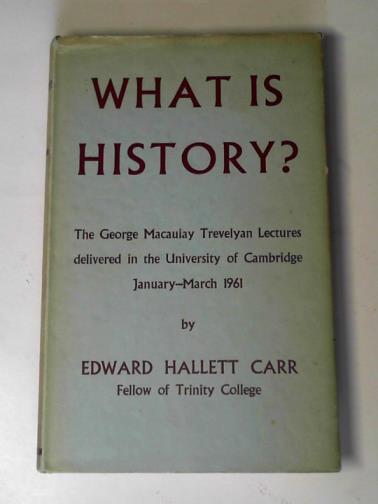 WHAT IS
HISTORY?
The George Macaulay Trevelyan Lectures
delivered in the University of Cambridge
January—March 1961
by
EDWARD HALLETT CARR
Fellow of Trinity College